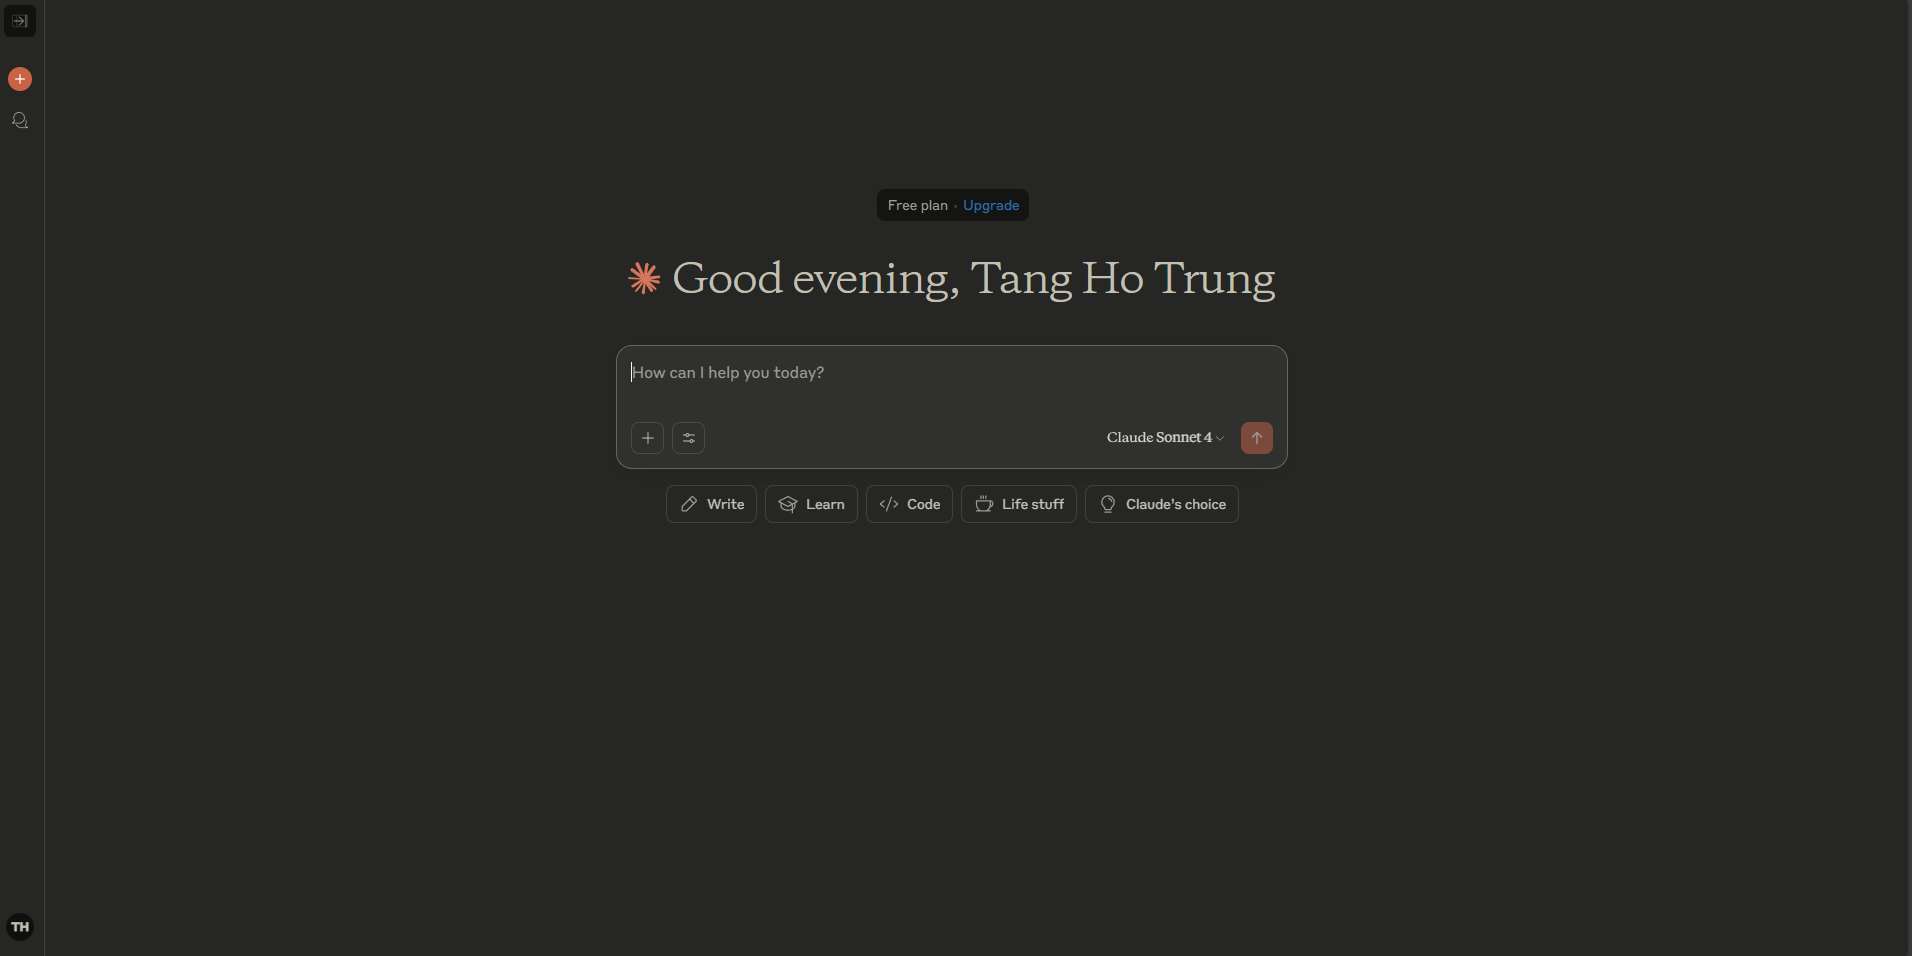 Free plan · Upgrade
Good evening, Tang Ho Trung
How can I help you today?
Claude Sonnet 4
Write
Learn
Code
Life stuff
Claude's choice
TH